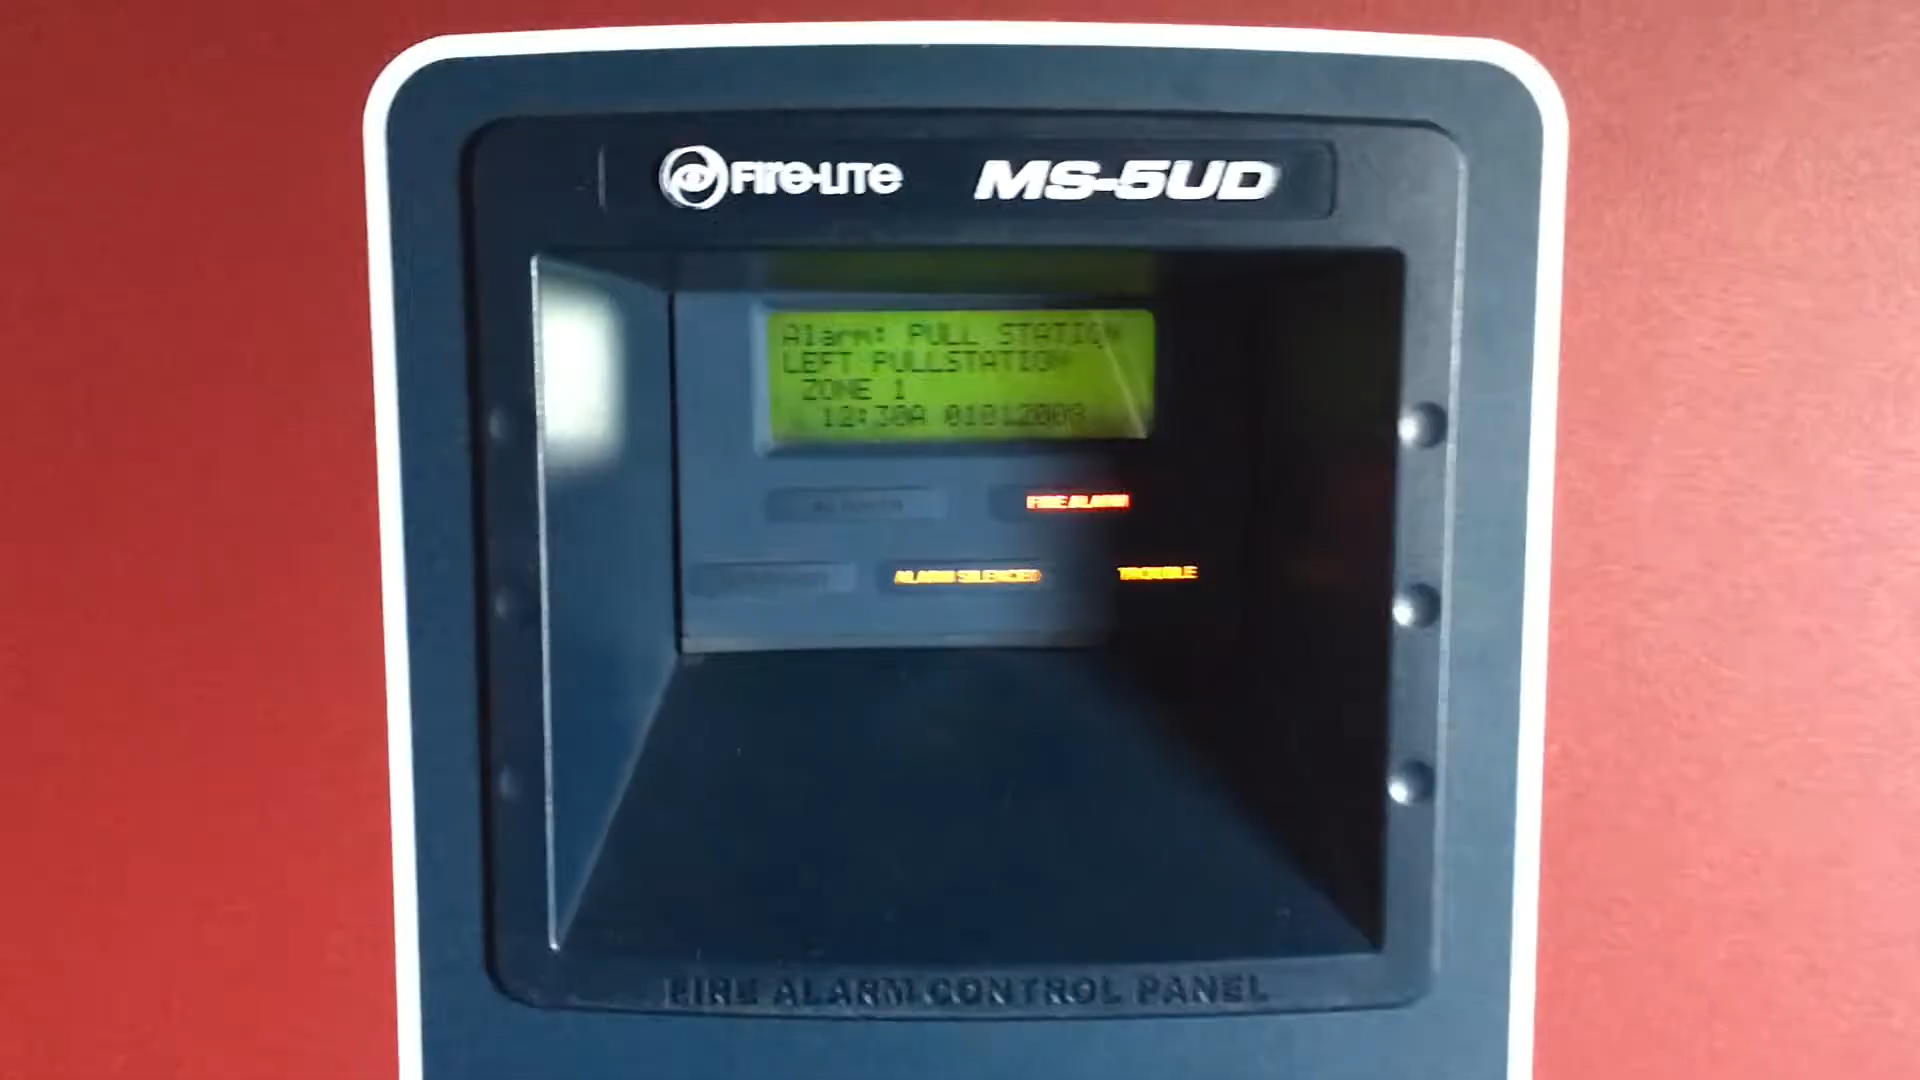 FIRE-LITE MS-5UD
Alarm: PULL STATION
LEFT PULLSTATION
ZONE 1
12:30A 01012009
FIRE ALARM
ALARM SILENCED TROUBLE
FIRE ALARM CONTROL PANEL